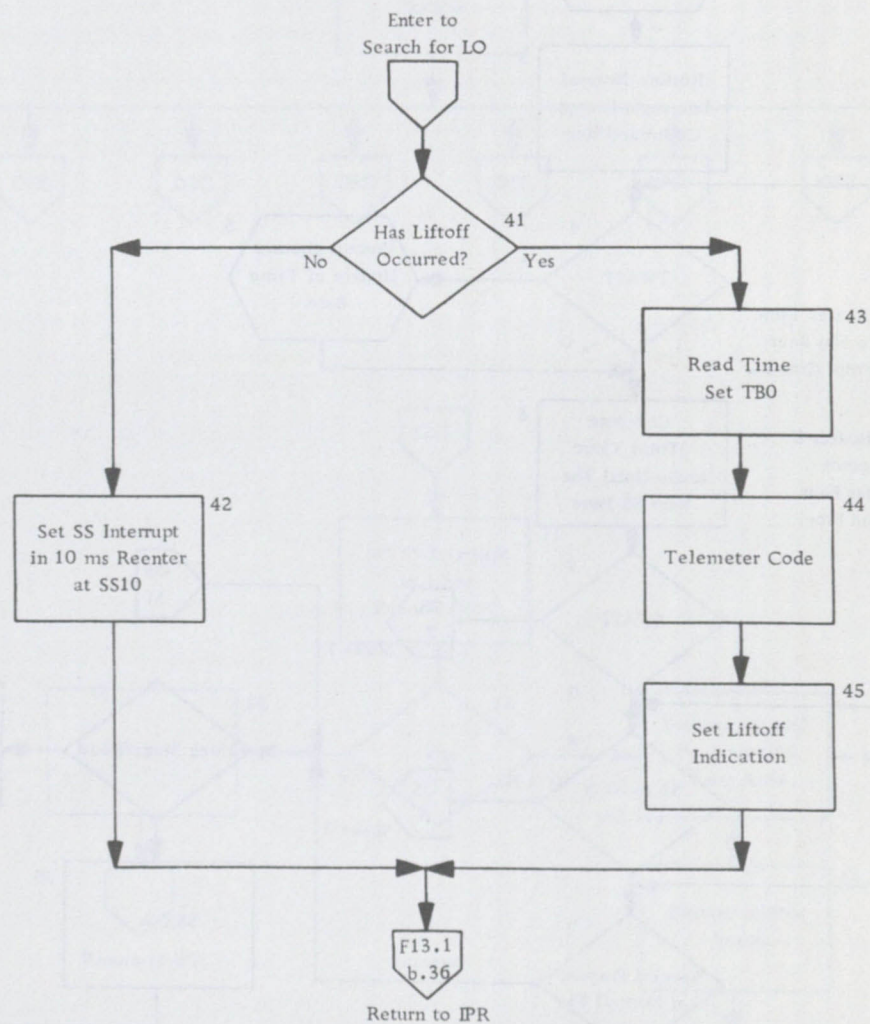 Enter to
Search for LO
Has Liftoff
Occurred?
41
No
Yes
43
Read Time
Set TB0
42
Set SS Interrupt
in 10 ms Reenter
at SS10
44
Telemeter Code
45
Set Liftoff
Indication
F13.1
b.36
Return to IPR